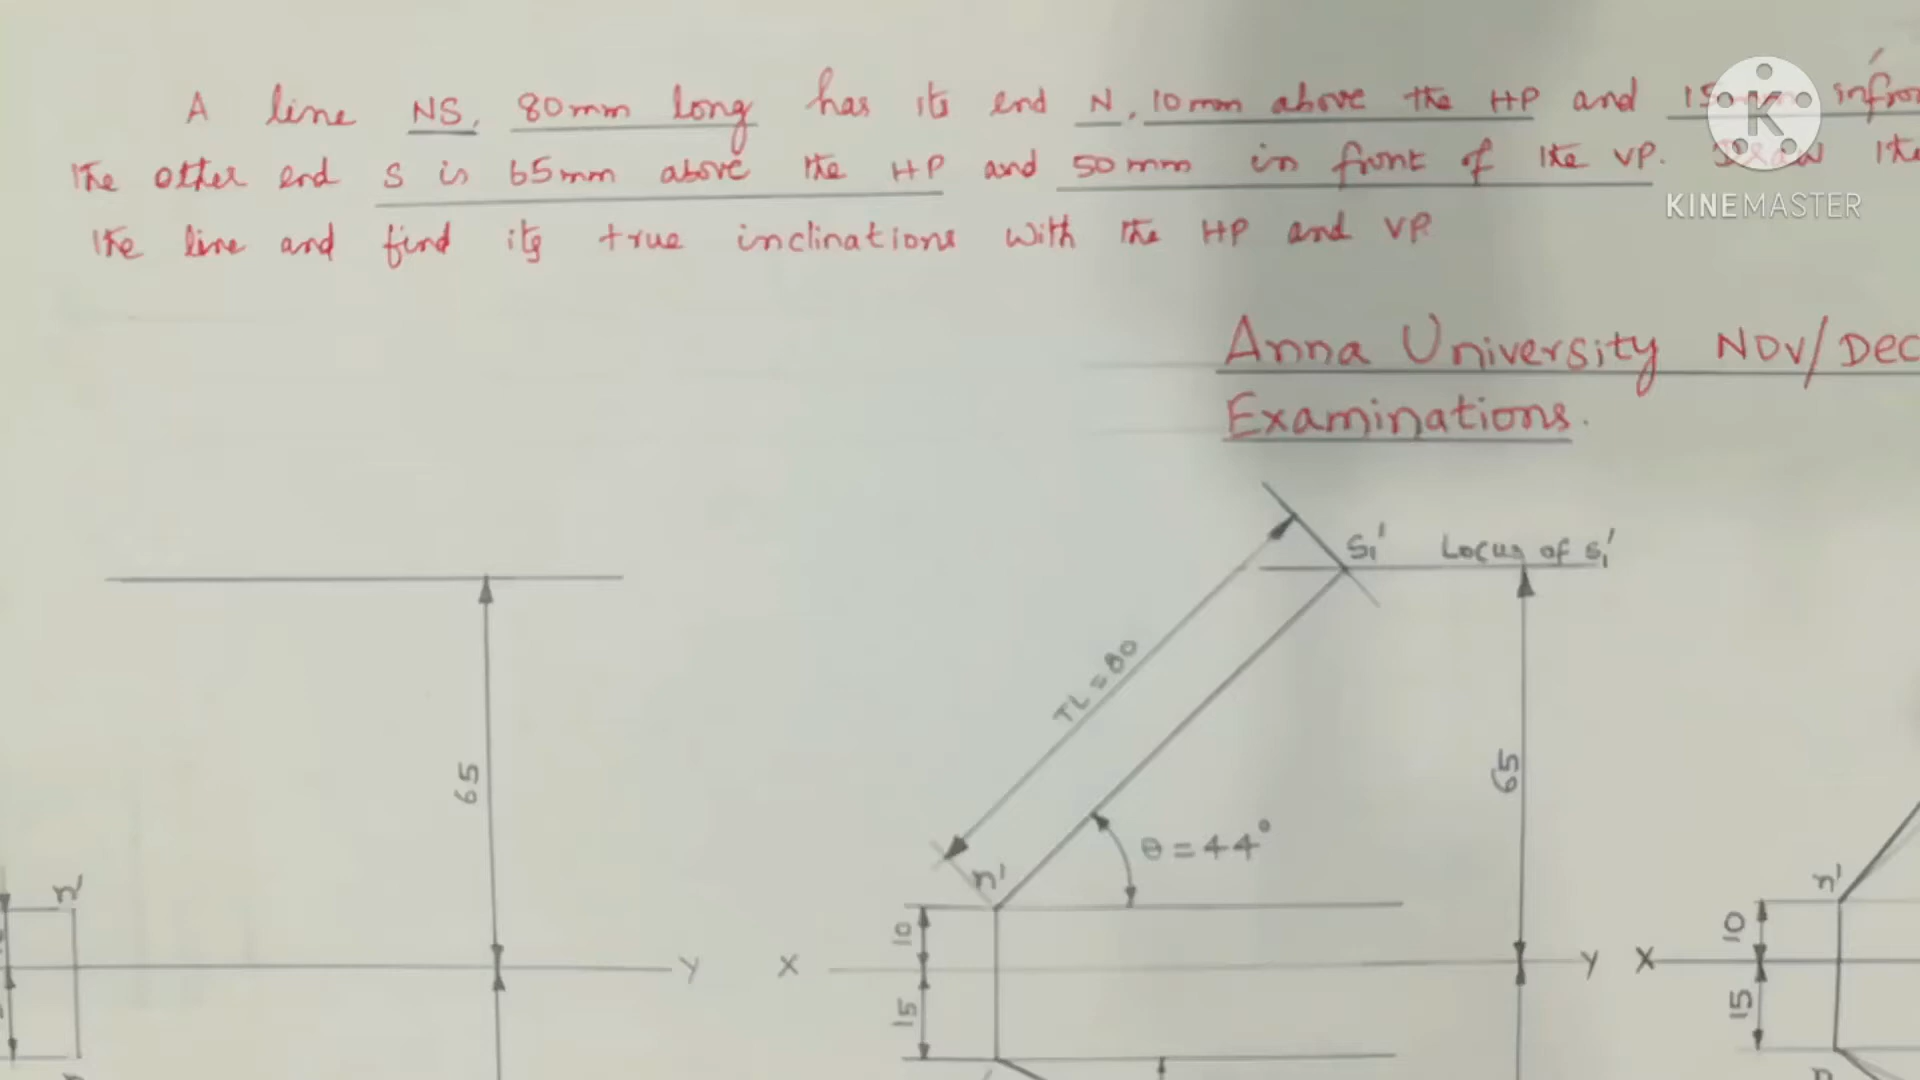 A line NS, 80mm long has its end N, 10mm above the HP and 15
the other end S is 65mm above the HP and 50mm in front of the VP. Draw the
the line and find its true inclinations with the HP and VP.
Anna University NOV/DEC
Examinations.
K
KINEMASTER
s₁' Locus of s₁'
TL = 80
65
65
θ = 44°
n'
10
15
X
Y
n
Y
X
n'
10
15